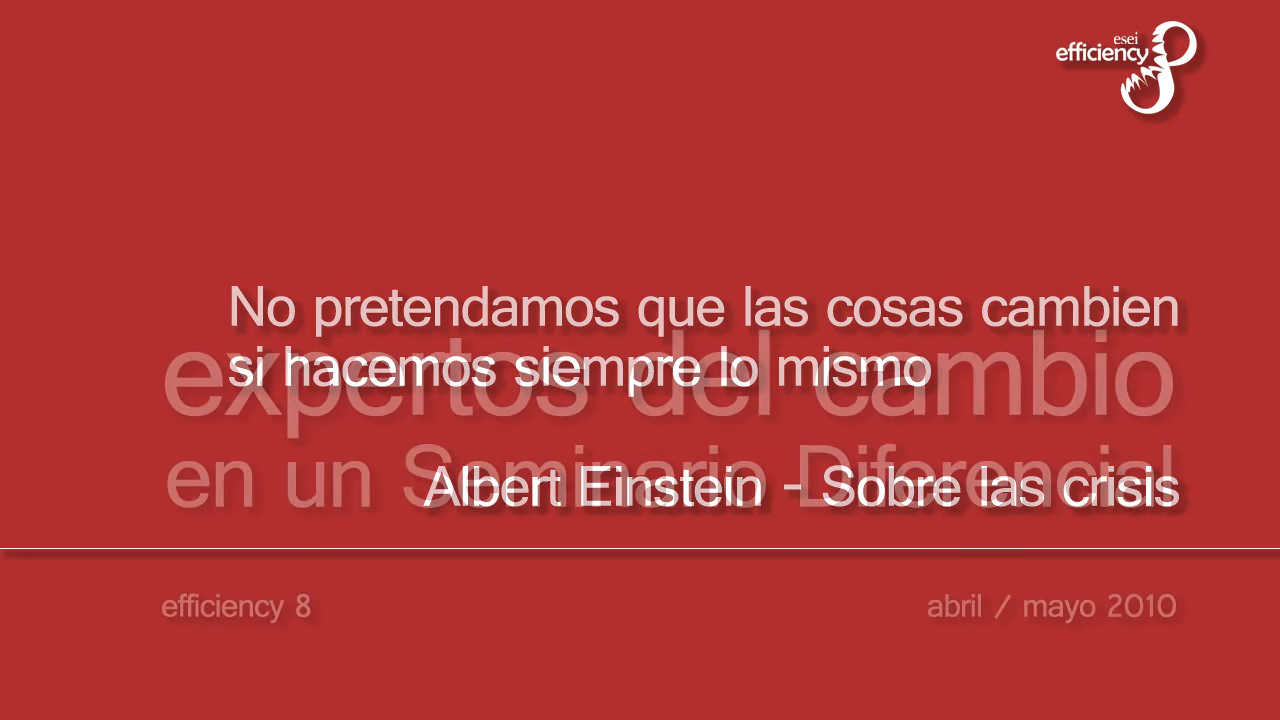 esei
efficiency 8
No pretendamos que las cosas cambien
si hacemos siempre lo mismo
expertos del cambio
en un Seminario Diferencial
Albert Einstein - Sobre las crisis
efficiency 8
abril / mayo 2010